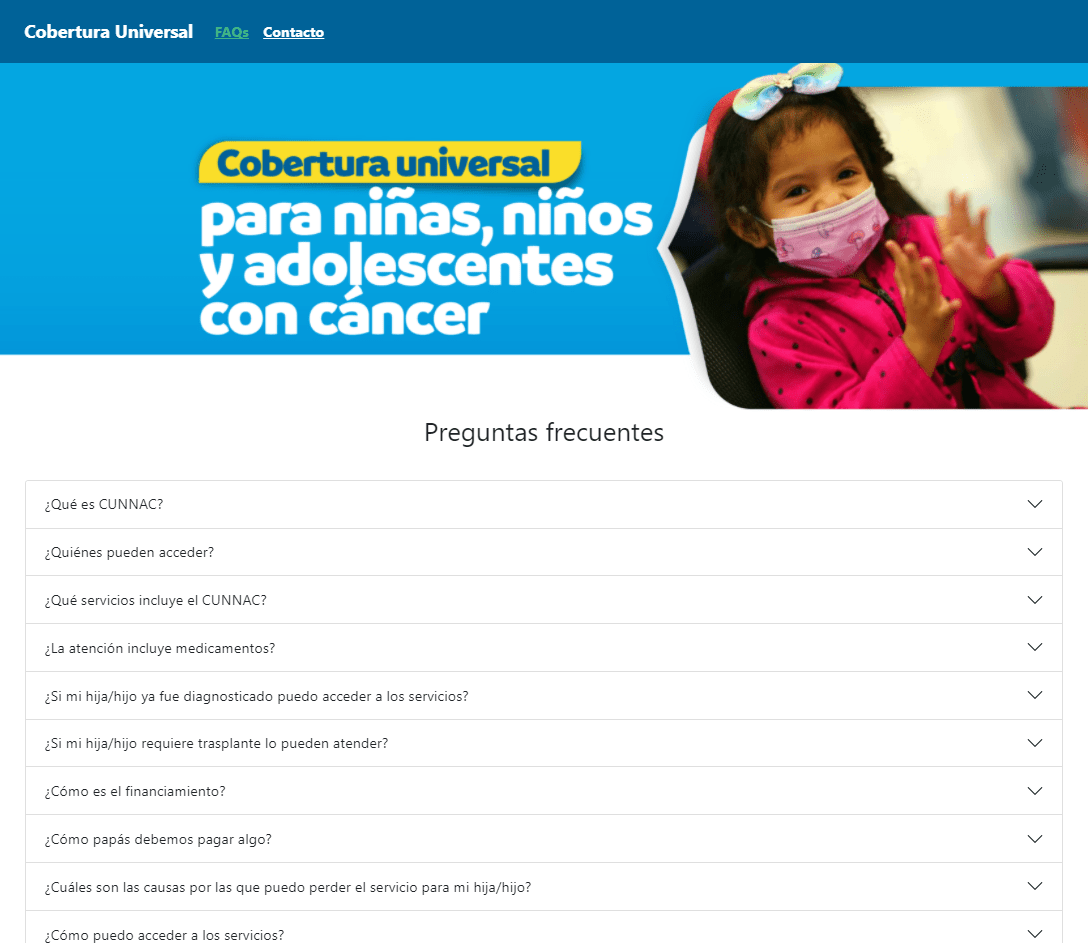 Cobertura Universal FAQs Contacto
Cobertura universal
para niñas, niños
y adolescentes
con cáncer
Preguntas frecuentes
¿Qué es CUNNAC?
¿Quiénes pueden acceder?
¿Qué servicios incluye el CUNNAC?
¿La atención incluye medicamentos?
¿Si mi hija/hijo ya fue diagnosticado puedo acceder a los servicios?
¿Si mi hija/hijo requiere trasplante lo pueden atender?
¿Cómo es el financiamiento?
¿Cómo papás debemos pagar algo?
¿Cuáles son las causas por las que puedo perder el servicio para mi hija/hijo?
¿Cómo puedo acceder a los servicios?